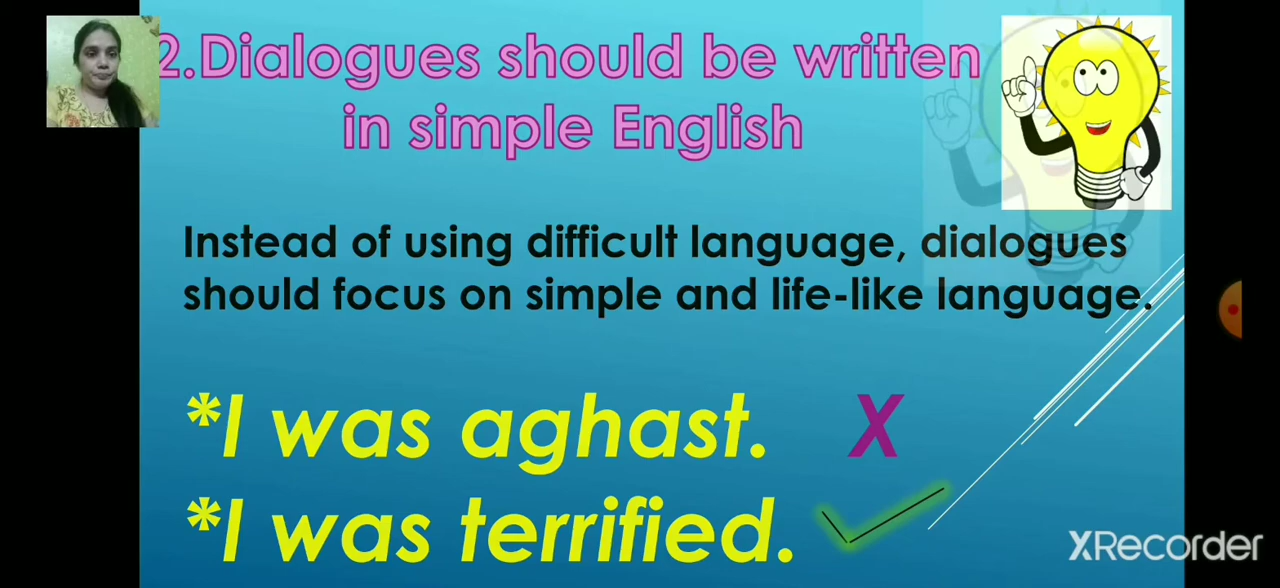 2.Dialogues should be written
in simple English
Instead of using difficult language, dialogues
should focus on simple and life-like language.
*I was aghast. X
*I was terrified.
XRecorder